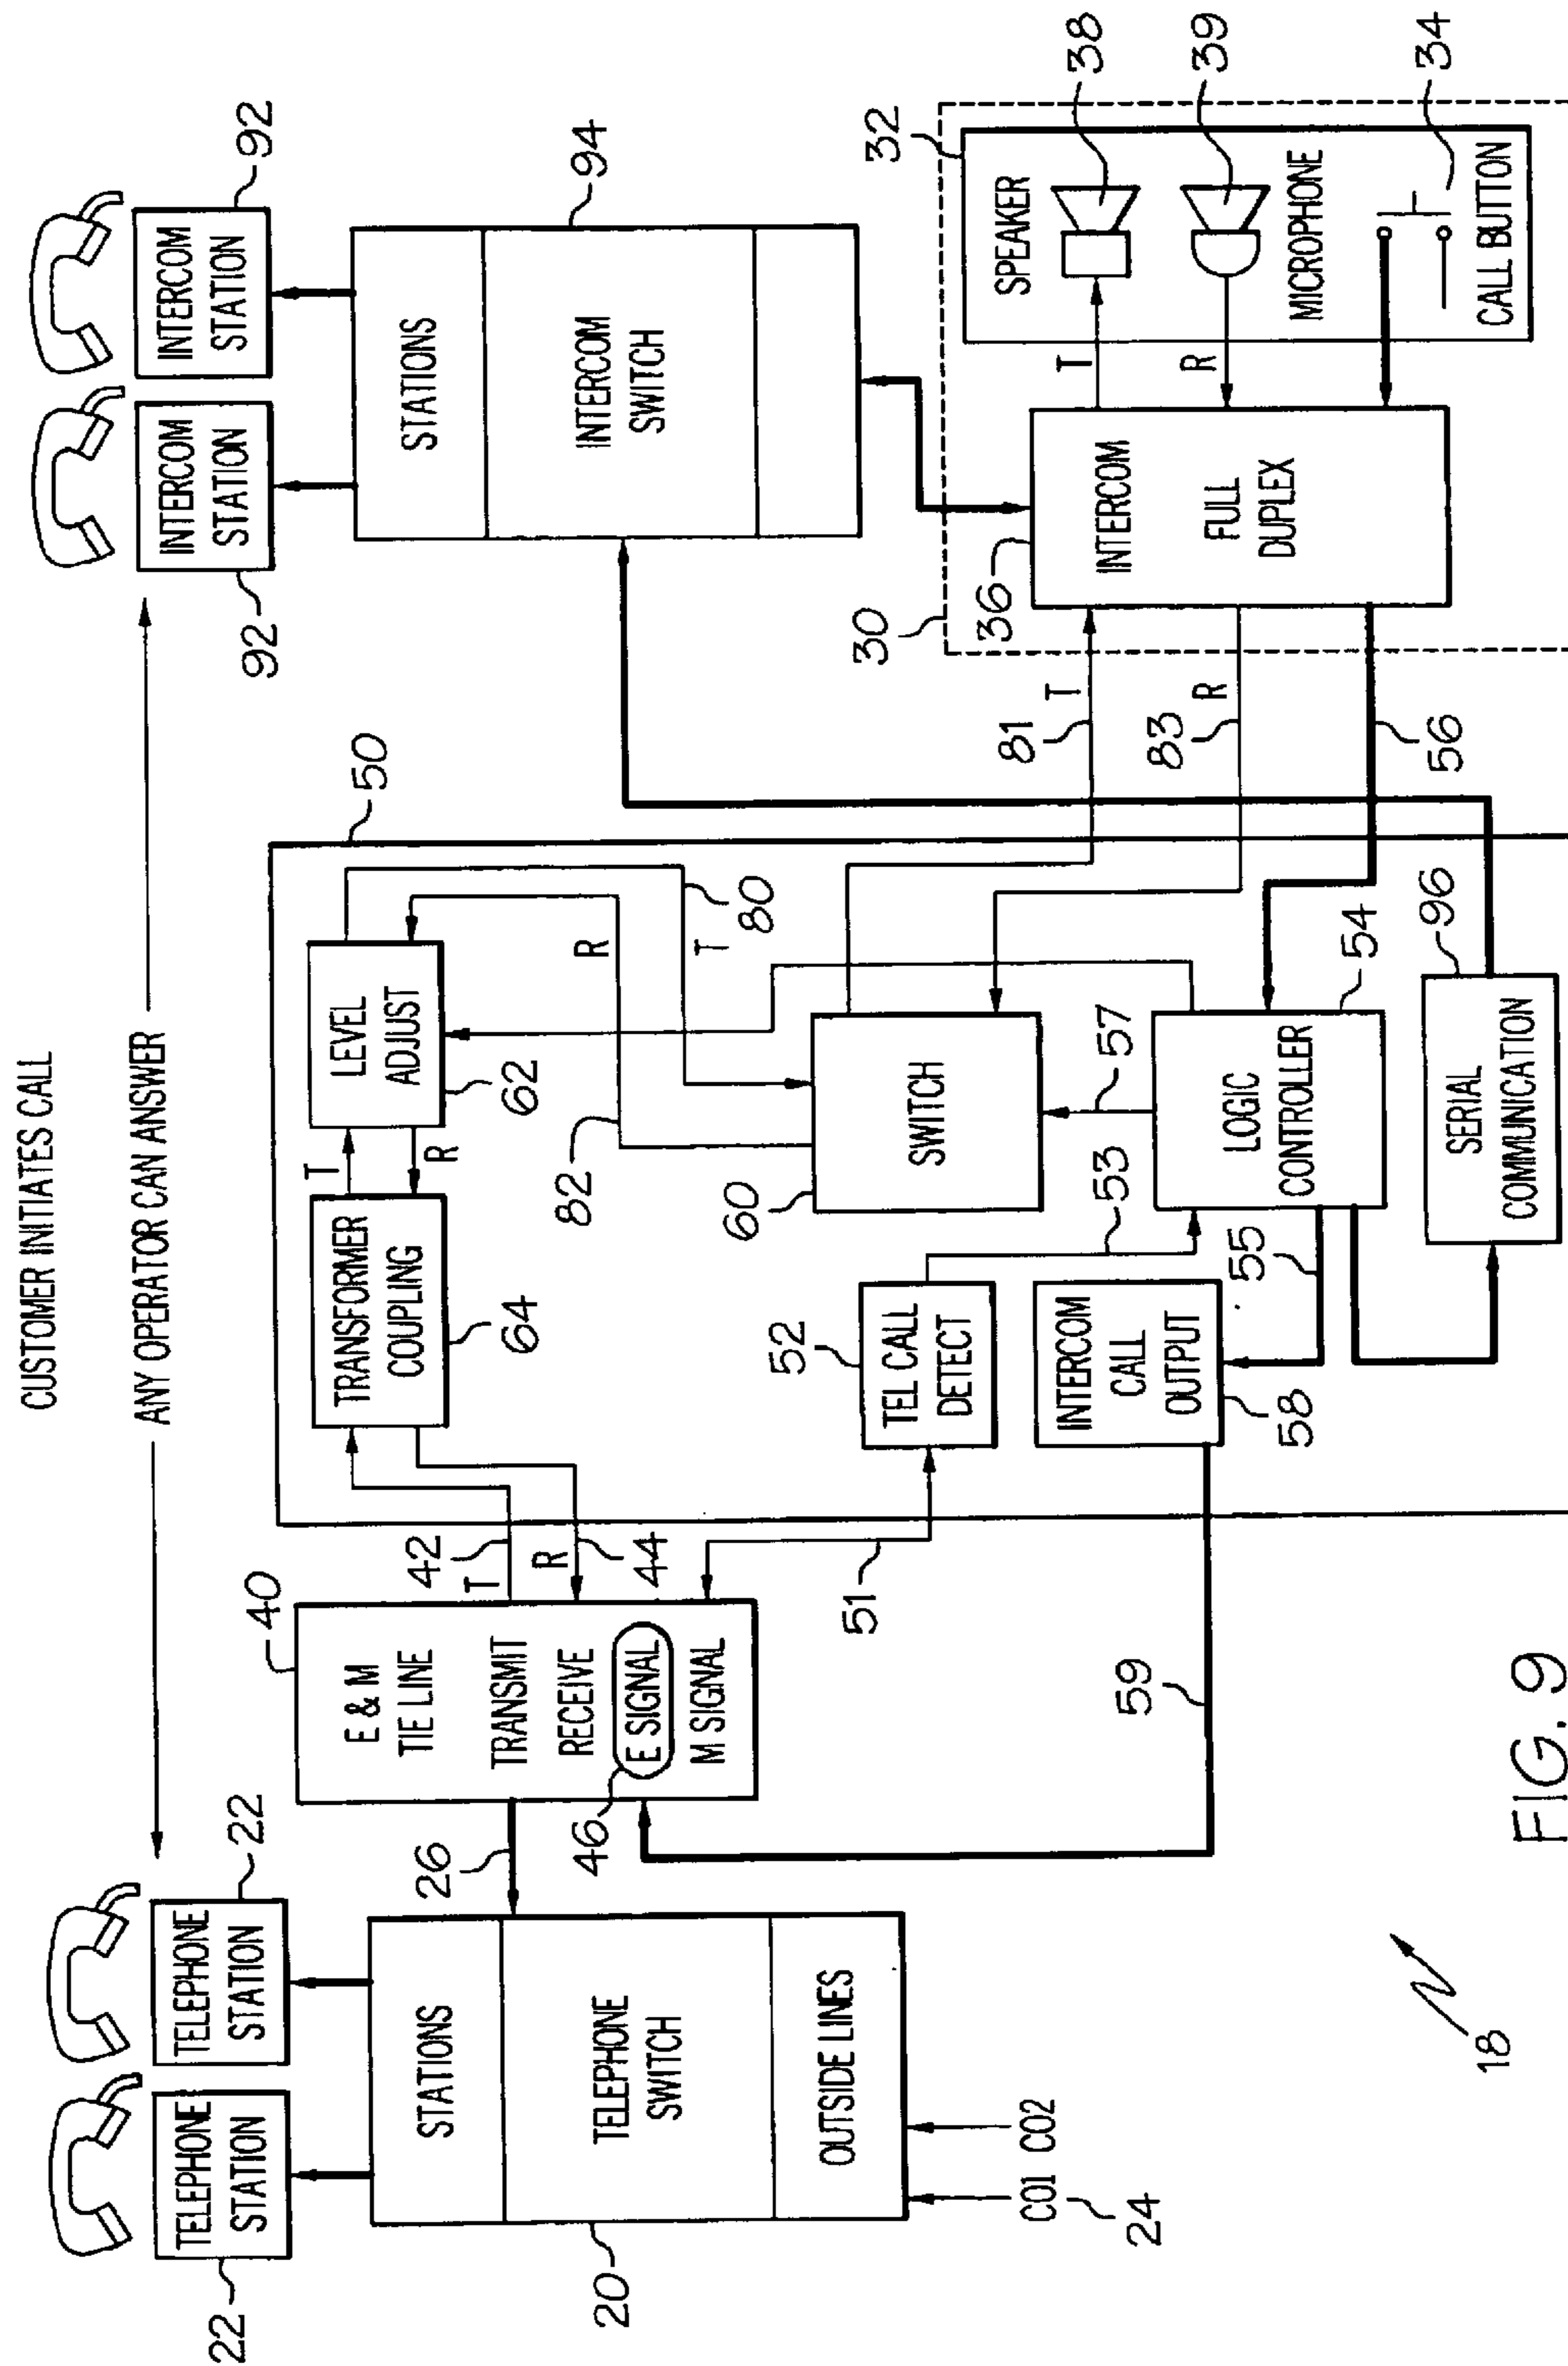 CUSTOMER INITIATES CALL
ANY OPERATOR CAN ANSWER
22
TELEPHONE
STATION
TELEPHONE
STATION
22
STATIONS
TELEPHONE
SWITCH
OUTSIDE LINES
20
CO1 CO2
24
18
26
40
E & M
TIE LINE
TRANSMIT
RECEIVE
E SIGNAL
M SIGNAL
46
42
T
R
44
51
59
50
TRANSFORMER
COUPLING
64
T
R
LEVEL
ADJUST
62
82
R
T
80
52
TEL CALL
DETECT
53
INTERCOM
CALL
OUTPUT
58
55
60
SWITCH
57
LOGIC
CONTROLLER
54
SERIAL
COMMUNICATION
96
92
INTERCOM
STATION
INTERCOM
STATION
92
STATIONS
INTERCOM
SWITCH
94
81
T
83
R
56
30
36
INTERCOM
FULL
DUPLEX
T
R
32
SPEAKER
38
39
MICROPHONE
34
CALL BUTTON
FIG. 9